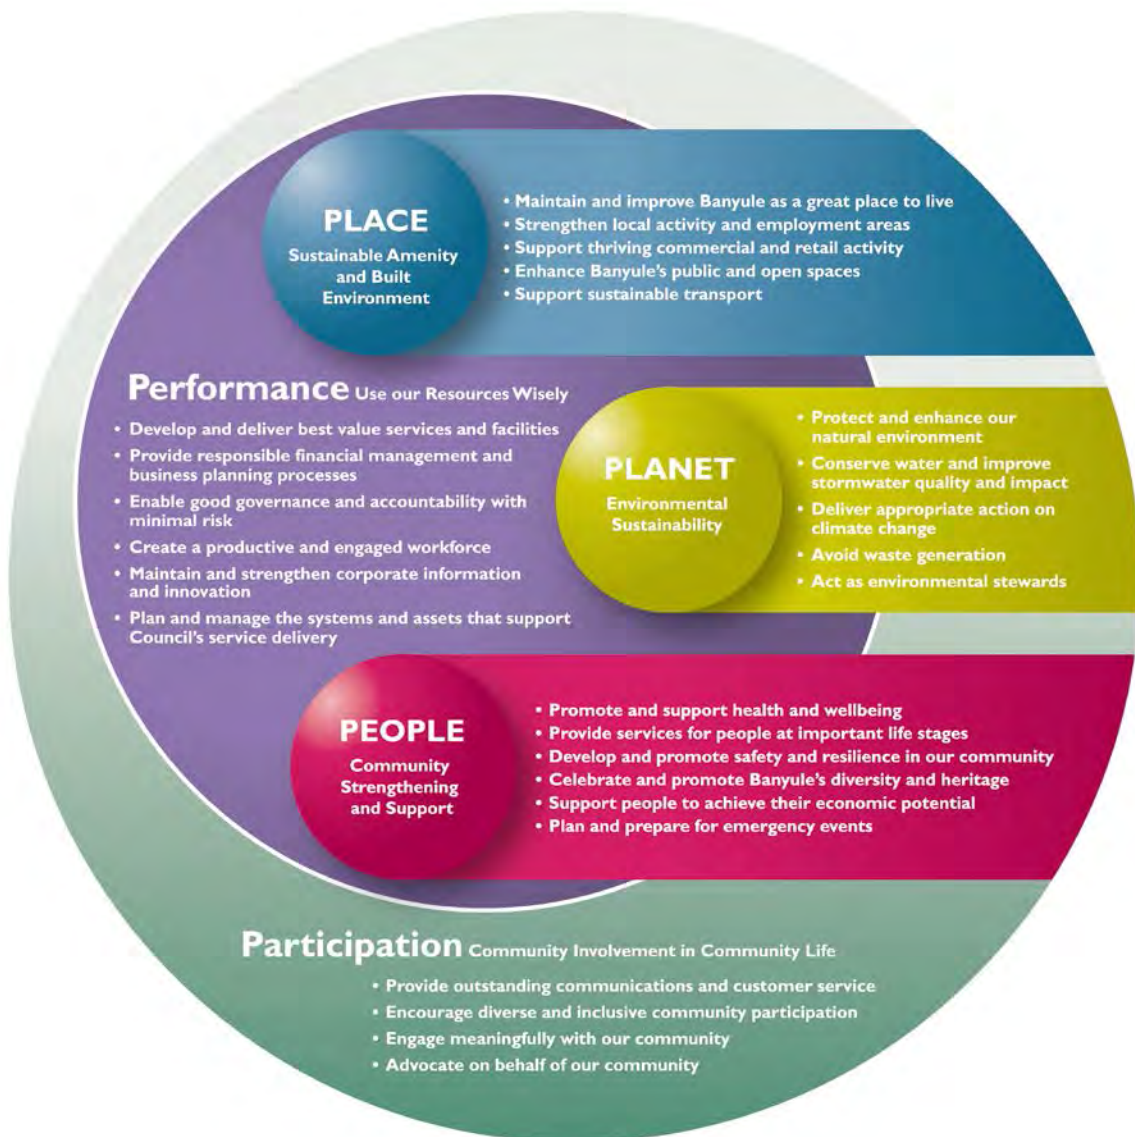 PLACE
Sustainable Amenity
and Built
Environment
• Maintain and improve Banyule as a great place to live
• Strengthen local activity and employment areas
• Support thriving commercial and retail activity
• Enhance Banyule's public and open spaces
• Support sustainable transport
Performance Use our Resources Wisely
• Develop and deliver best value services and facilities
• Provide responsible financial management and
business planning processes
• Enable good governance and accountability with
minimal risk
• Create a productive and engaged workforce
• Maintain and strengthen corporate information
and innovation
• Plan and manage the systems and assets that support
Council's service delivery
PLANET
Environmental
Sustainability
• Protect and enhance our
natural environment
• Conserve water and improve
stormwater quality and impact
• Deliver appropriate action on
climate change
• Avoid waste generation
• Act as environmental stewards
PEOPLE
Community
Strengthening
and Support
• Promote and support health and wellbeing
• Provide services for people at important life stages
• Develop and promote safety and resilience in our community
• Celebrate and promote Banyule's diversity and heritage
• Support people to achieve their economic potential
• Plan and prepare for emergency events
Participation Community Involvement in Community Life
• Provide outstanding communications and customer service
• Encourage diverse and inclusive community participation
• Engage meaningfully with our community
• Advocate on behalf of our community